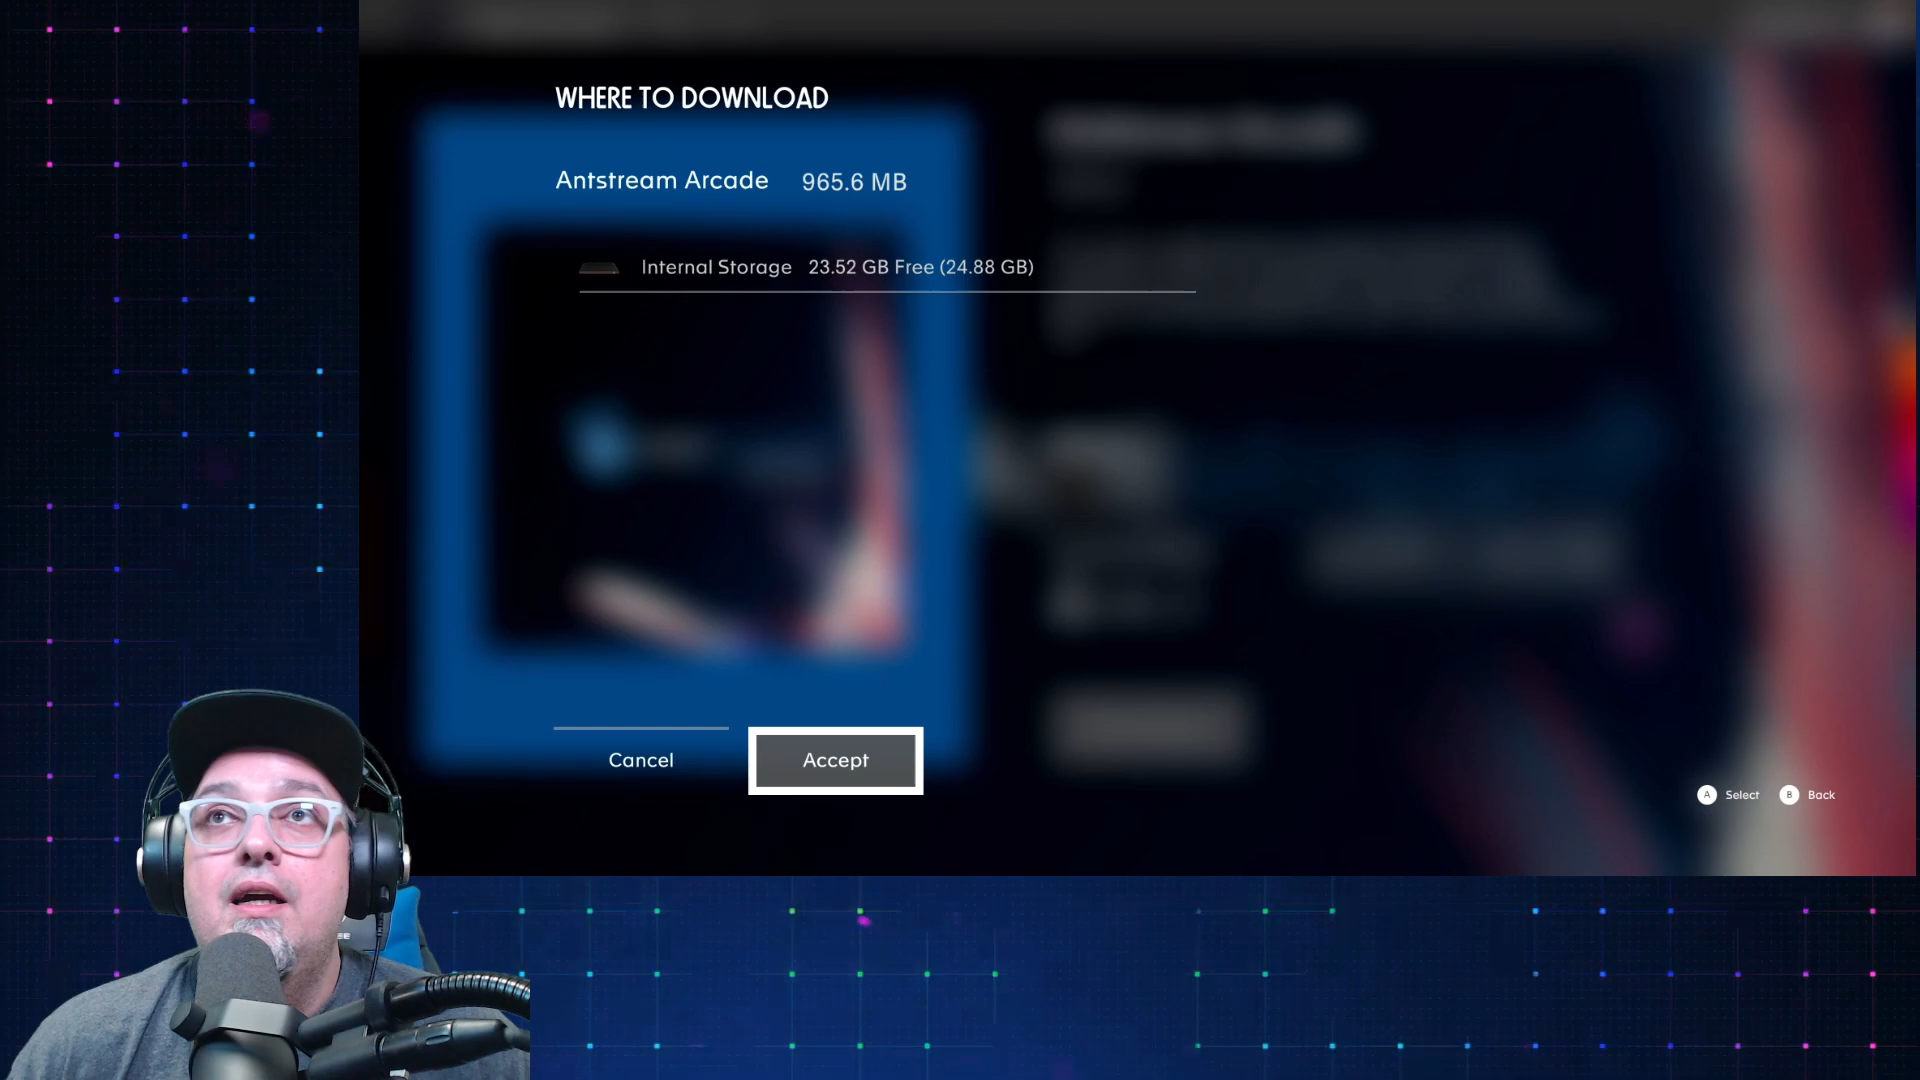 WHERE TO DOWNLOAD
Antstream Arcade 965.6 MB
Internal Storage 23.52 GB Free (24.88 GB)
Cancel Accept
A Select B Back